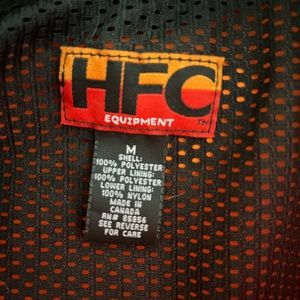 HFC
EQUIPMENT
TM
M
SHELL:
100% POLYESTER
UPPER LINING:
100% POLYESTER
LOWER LINING:
100% NYLON
MADE IN
CANADA
RN# 85856
SEE REVERSE
FOR CARE